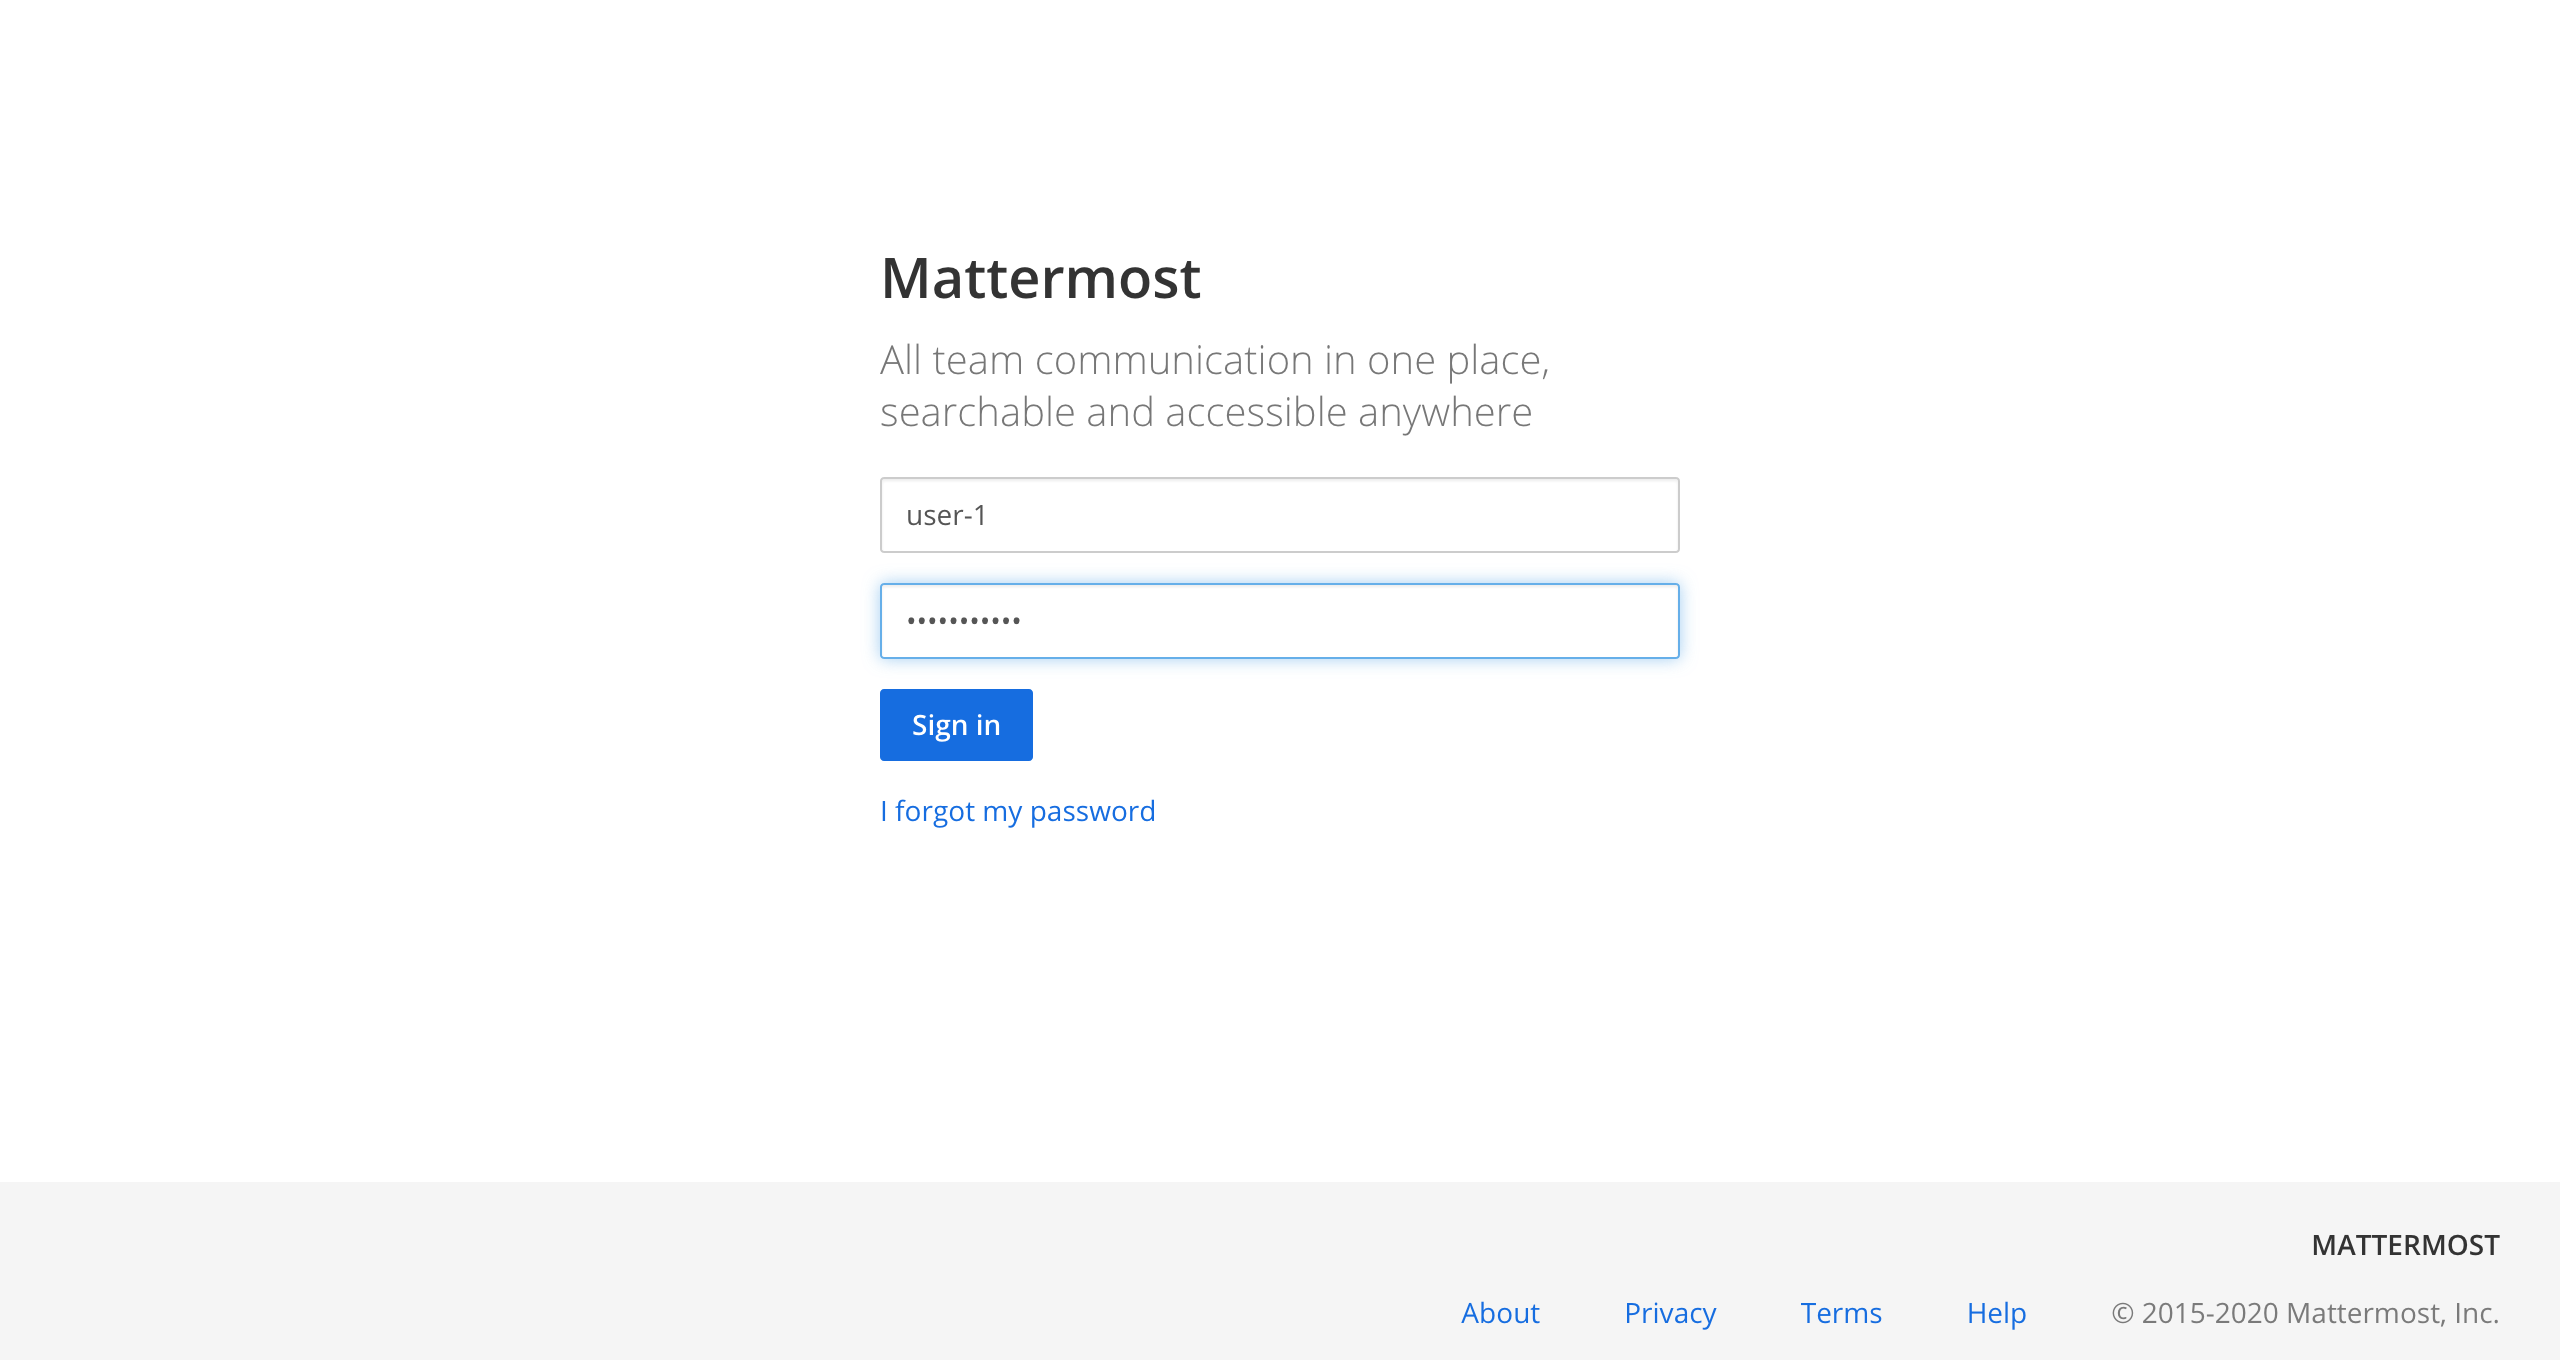 Mattermost
All team communication in one place,
searchable and accessible anywhere
user-1
•••••••••••
Sign in
I forgot my password
MATTERMOST
About Privacy Terms Help © 2015-2020 Mattermost, Inc.